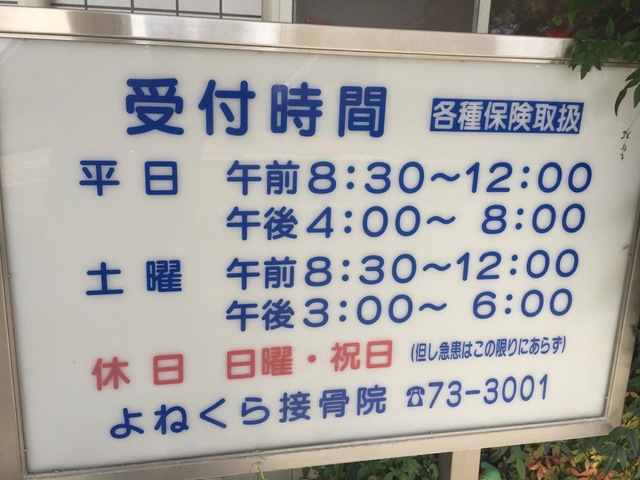 受付時間 各種保険取扱
平日 午前8:30～12:00
午後4:00～ 8:00
土曜 午前8:30～12:00
午後3:00～ 6:00
休日 日曜・祝日 (但し急患はこの限りにあらず)
よねくら接骨院 ☎73-3001